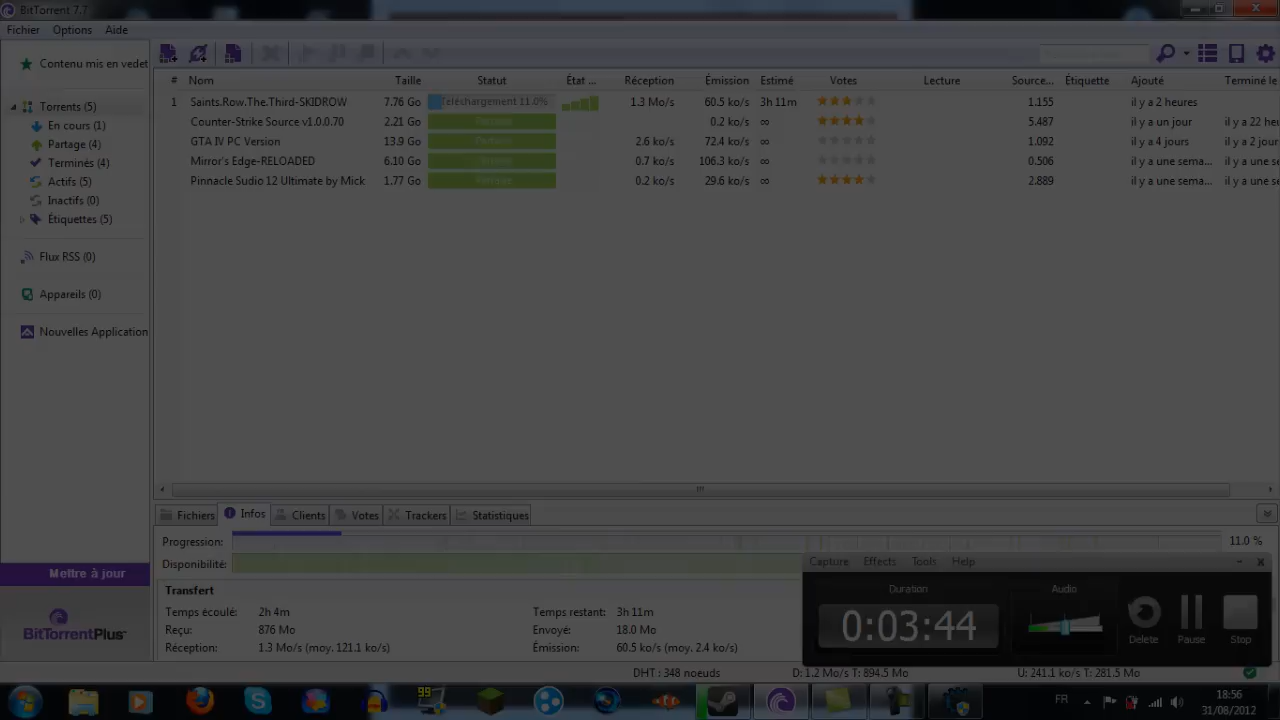 BitTorrent 7.7
Fichier Options Aide
Contenu mis en vedet
# Nom Taille Statut État ... Réception Émission Estimé Votes Lecture Source... Étiquette Ajouté Terminé le
Torrents (5)
1 Saints.Row.The.Third-SKIDROW 7.76 Go Téléchargement 11.0% 1.3 Mo/s 60.5 ko/s 3h 11m 1.155 il y a 2 heures
En cours (1)
Counter-Strike Source v1.0.0.70 2.21 Go Partage 0.2 ko/s ∞ 5.487 il y a un jour il y a 22 heu
Partage (4)
GTA IV PC Version 13.9 Go Partage 2.6 ko/s 72.4 ko/s ∞ 1.092 il y a 4 jours il y a 2 jour
Terminés (4)
Mirror's Edge-RELOADED 6.10 Go Partage 0.7 ko/s 106.3 ko/s ∞ 0.506 il y a une sema... il y a une se
Actifs (5)
Pinnacle Sudio 12 Ultimate by Mick 1.77 Go Partage 0.2 ko/s 29.6 ko/s ∞ 2.889 il y a une sema... il y a une se
Inactifs (0)
Étiquettes (5)
Flux RSS (0)
Appareils (0)
Nouvelles Application
Fichiers Infos Clients Votes Trackers Statistiques
Progression: 11.0 %
Disponibilité:
Mettre à jour
BitTorrentPlus
Transfert
Temps écoulé: 2h 4m Temps restant: 3h 11m
Reçu: 876 Mo Envoyé: 18.0 Mo
Réception: 1.3 Mo/s (moy. 121.1 ko/s) Émission: 60.5 ko/s (moy. 2.4 ko/s)
Capture Effects Tools Help
Duration Audio
0:03:44
Delete Pause Stop
DHT : 348 noeuds D: 1.2 Mo/s T: 894.5 Mo U: 241.1 ko/s T: 281.5 Mo
99
FR 18:56
31/08/2012